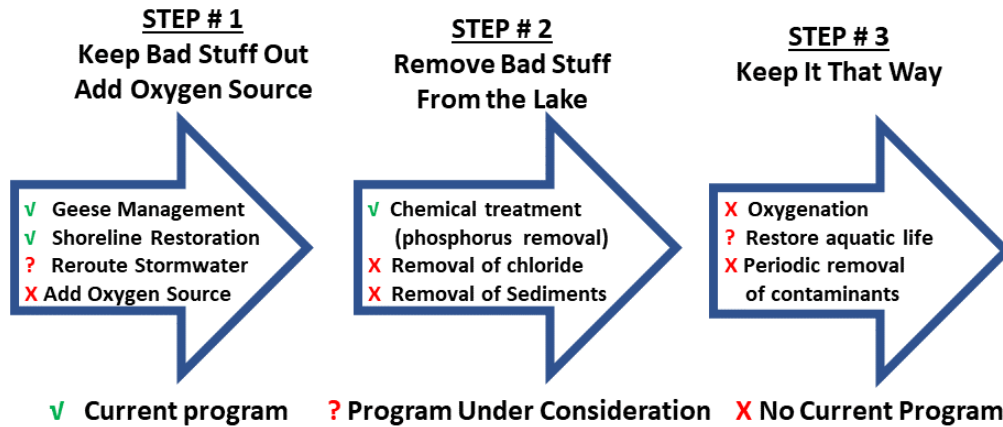 STEP # 1
Keep Bad Stuff Out
Add Oxygen Source
√ Geese Management
√ Shoreline Restoration
? Reroute Stormwater
X Add Oxygen Source
STEP # 2
Remove Bad Stuff
From the Lake
√ Chemical treatment
(phosphorus removal)
X Removal of chloride
X Removal of Sediments
STEP # 3
Keep It That Way
X Oxygenation
? Restore aquatic life
X Periodic removal
of contaminants
√ Current program ? Program Under Consideration X No Current Program